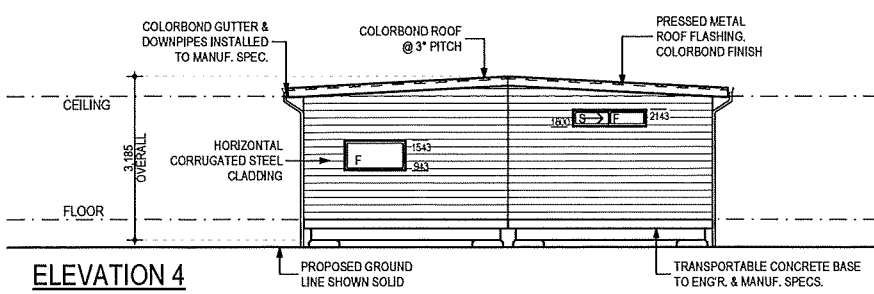 COLORBOND GUTTER &
DOWNPIPES INSTALLED
TO MANUF. SPEC.
COLORBOND ROOF
@ 3° PITCH
PRESSED METAL
ROOF FLASHING,
COLORBOND FINISH
CEILING
3,185
OVERALL
HORIZONTAL
CORRUGATED STEEL
CLADDING
F
1543
943
1800
S
F
2143
FLOOR
ELEVATION 4
PROPOSED GROUND
LINE SHOWN SOLID
TRANSPORTABLE CONCRETE BASE
TO ENG'R. & MANUF. SPECS.